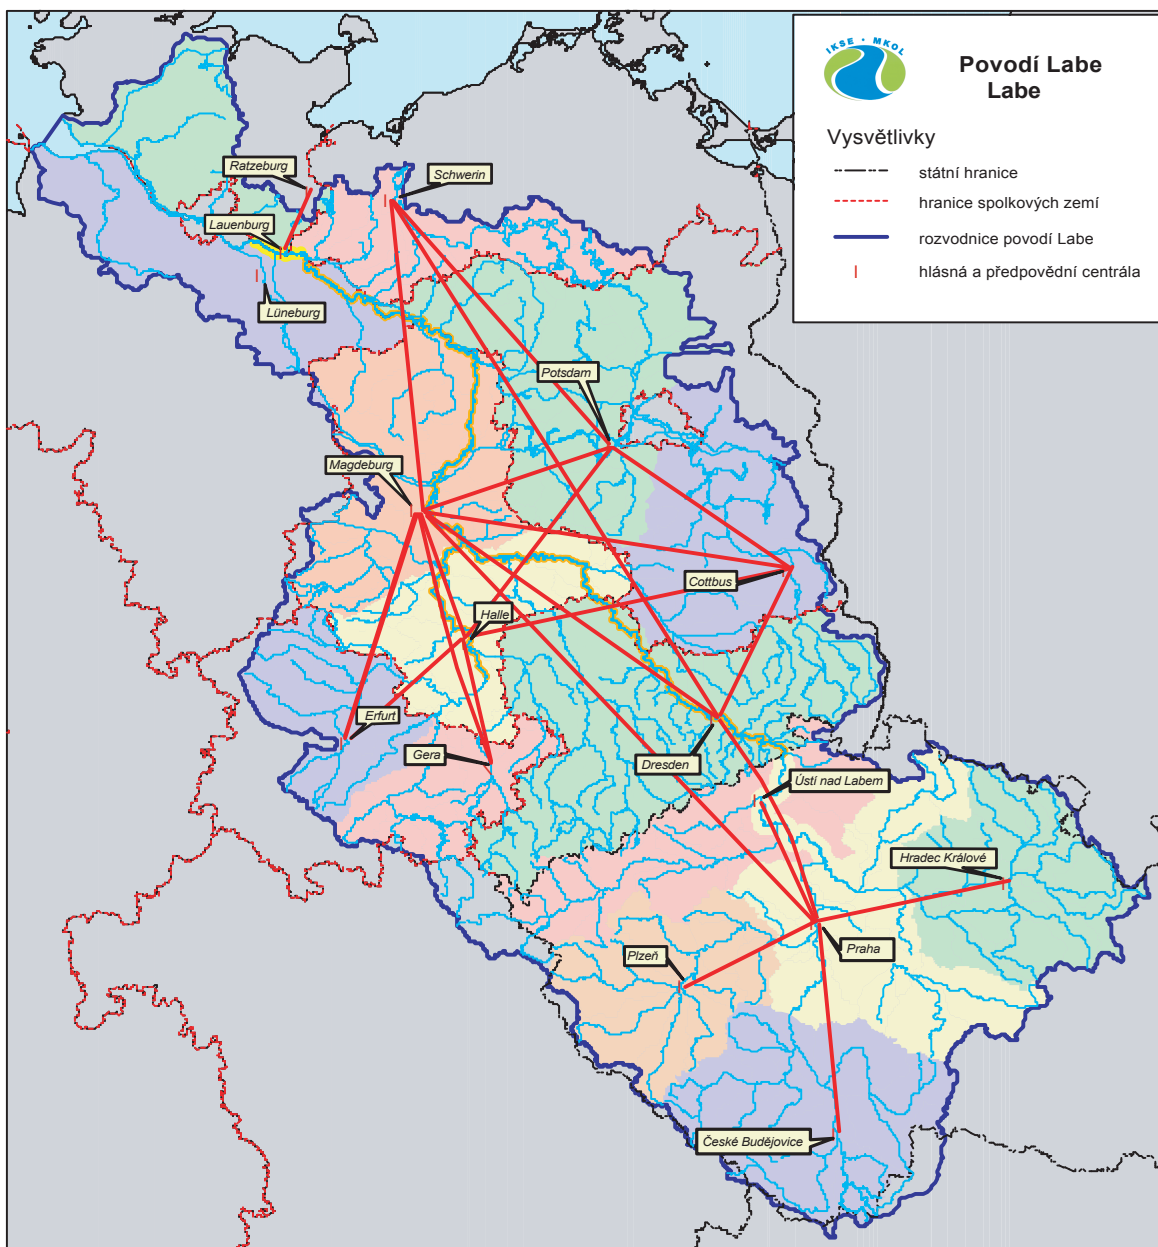 IKSE - MKOL
Povodí Labe
Labe
Vysvětlivky
státní hranice
hranice spolkových zemí
rozvodnice povodí Labe
hlásná a předpovědní centrála
Ratzeburg
Schwerin
Lauenburg
Lüneburg
Potsdam
Magdeburg
Cottbus
Halle
Erfurt
Gera
Dresden
Ústí nad Labem
Hradec Králové
Plzeň
Praha
České Budějovice